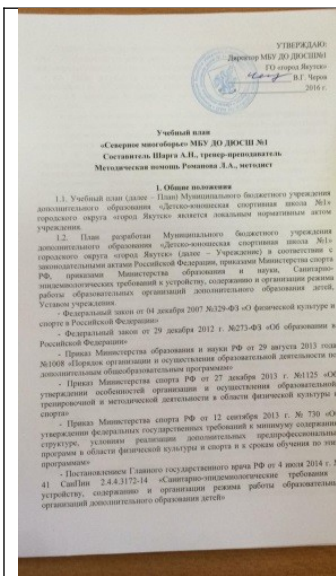 УТВЕРЖДАЮ:
Директор МБУ ДО ДЮСШ№1
ГО «город Якутск»
В.Г. Черов
2016 г.
Учебный план
«Северное многоборье» МБУ ДО ДЮСШ №1
Составитель Шарга А.Н., тренер-преподаватель
Методическая помощь Романова Л.А., методист
1. Общие положения
1.1. Учебный план (далее – План) Муниципального бюджетного учреждения
дополнительного образования «Детско-юношеская спортивная школа №1»
городского округа «город Якутск» является локальным нормативным актом
учреждения.
1.2. План разработан Муниципального бюджетного учреждения
дополнительного образования «Детско-юношеская спортивная школа №1»
городского округа «город Якутск» (далее – Учреждение) в соответствии с
законодательными актами Российской Федерации, приказами Министерства спорта
РФ, приказами Министерства образования и науки, Санитарно-
эпидемиологических требований к устройству, содержанию и организации режима
работы образовательных организаций дополнительного образования детей,
Уставом учреждения.
- Федеральный закон от 04 декабря 2007 №329-ФЗ «О физической культуре и
спорте в Российской Федерации»
- Федеральный закон от 29 декабря 2012 г. №273-ФЗ «Об образовании в
Российской Федерации»
- Приказ Министерства образования и науки РФ от 29 августа 2013 года
№1008 «Порядок организации и осуществления образовательной деятельности по
дополнительным общеобразовательным программам»
- Приказ Министерства спорта РФ от 27 декабря 2013 г. №1125 «Об
утверждении особенностей организации и осуществления образовательной,
тренировочной и методической деятельности в области физической культуры и
спорта»
- Приказ Министерства спорта РФ от 12 сентября 2013 г. № 730 «Об
утверждении федеральных государственных требований к минимуму содержания,
структуре, условиям реализации дополнительных предпрофессиональных
программ в области физической культуры и спорта и к срокам обучения по этим
программам»
- Постановлением Главного государственного врача РФ от 4 июля 2014 г. №
41 СанПин 2.4.4.3172-14 «Санитарно-эпидемиологические требования к
устройству, содержанию и организации режима работы образовательных
организаций дополнительного образования детей»